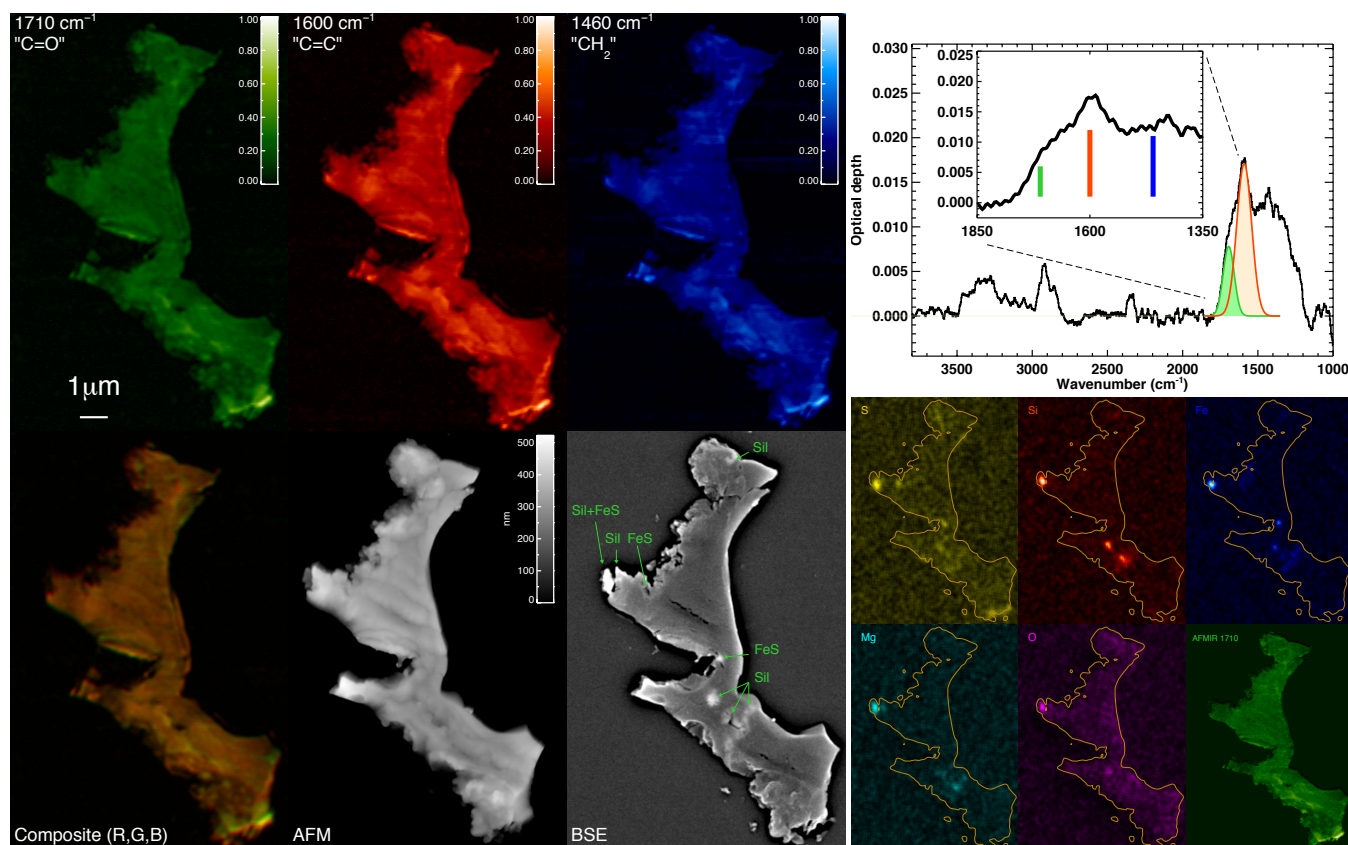 1710 cm⁻¹
"C=O"
1.00
0.80
0.60
0.40
0.20
0.00
1μm
1600 cm⁻¹
"C=C"
1.00
0.80
0.60
0.40
0.20
0.00
1460 cm⁻¹
"CH₂"
1.00
0.80
0.60
0.40
0.20
0.00
Composite (R,G,B)
AFM
500
400
300
200
100
0
nm
BSE
Sil
Sil+FeS
Sil FeS
FeS
Sil
Optical depth
0.030
0.025
0.020
0.015
0.010
0.005
0.000
0.025
0.020
0.015
0.010
0.005
0.000
1850
1600
1350
3500 3000 2500 2000 1500 1000
Wavenumber (cm⁻¹)
S
Si
Fe
Mg
O
AFMIR 1710